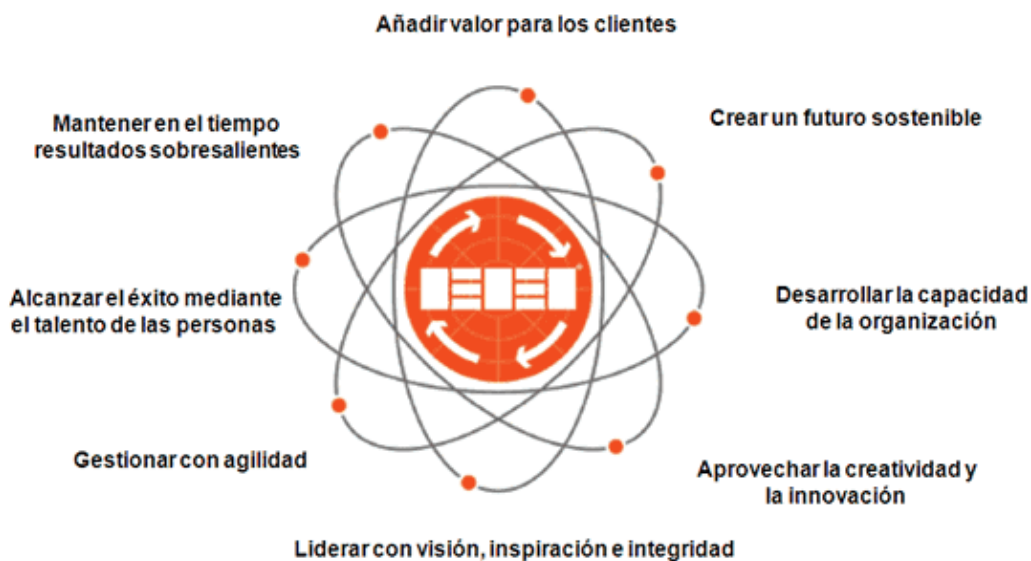 Añadir valor para los clientes
Crear un futuro sostenible
Desarrollar la capacidad
de la organización
Aprovechar la creatividad y
la innovación
Liderar con visión, inspiración e integridad
Gestionar con agilidad
Alcanzar el éxito mediante
el talento de las personas
Mantener en el tiempo
resultados sobresalientes